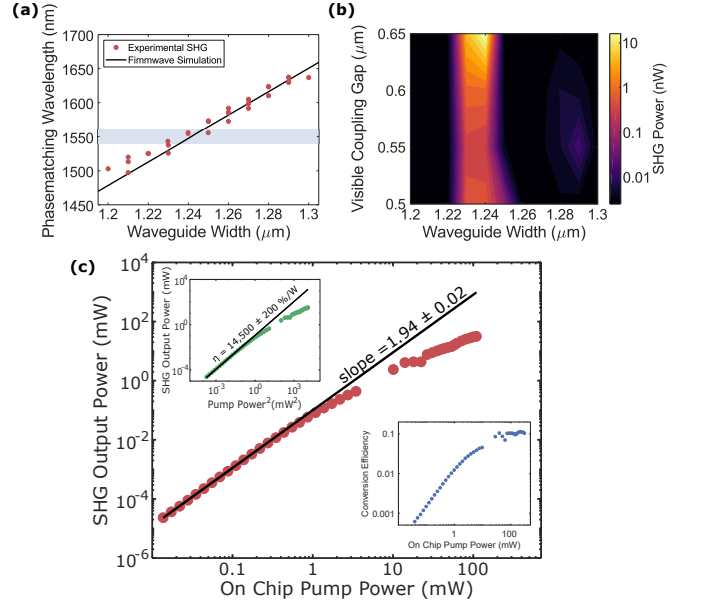 (a)
Phasematching Wavelength (nm)
1700
1650
1600
1550
1500
1450
Experimental SHG
Fimmwave Simulation
1.2 1.22 1.24 1.26 1.28 1.3
Waveguide Width (μm)
(b)
Visible Coupling Gap (μm)
0.65
0.6
0.55
0.5
1.2 1.22 1.24 1.26 1.28 1.3
Waveguide Width (μm)
10
1
0.1
0.01
SHG Power (nW)
(c)
SHG Output Power (mW)
10^4
10^2
10^0
10^-2
10^-4
10^-6
0.1 1 10 100
On Chip Pump Power (mW)
slope =1.94 ± 0.02
SHG Output Power (mW)
10^4
10^0
10^-4
η = 14,500 ± 200 %/W
10^-3 10^0 10^3
Pump Power^2(mW^2)
Conversion Efficiency
0.1
0.01
0.001
1 100
On Chip Pump Power (mW)